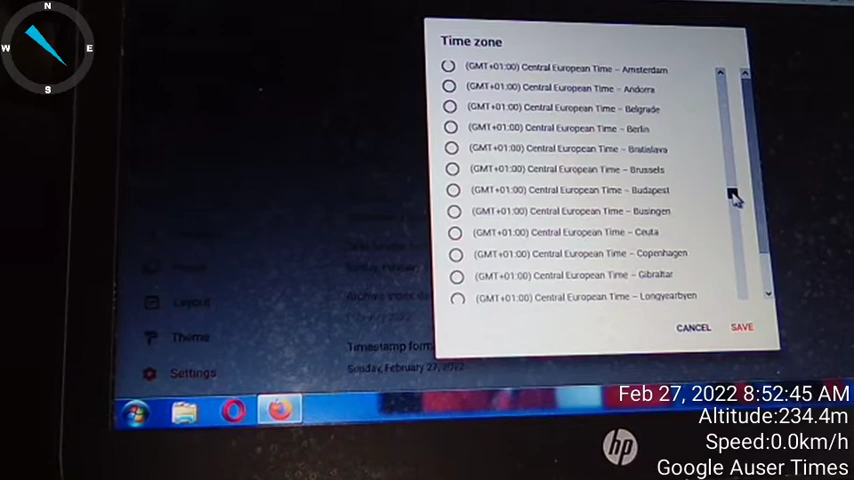 N
W
E
S
Time zone
(GMT+01:00) Central European Time – Amsterdam
(GMT+01:00) Central European Time – Andorra
(GMT+01:00) Central European Time – Belgrade
(GMT+01:00) Central European Time – Berlin
(GMT+01:00) Central European Time – Bratislava
(GMT+01:00) Central European Time – Brussels
(GMT+01:00) Central European Time – Budapest
(GMT+01:00) Central European Time – Busingen
(GMT+01:00) Central European Time – Ceuta
(GMT+01:00) Central European Time – Copenhagen
(GMT+01:00) Central European Time – Gibraltar
(GMT+01:00) Central European Time – Longyearbyen
CANCEL SAVE
Sunday, February
Archive index
Layout
Theme
Timestamp form
Settings
Sunday, February 27, 2022
hp
Feb 27, 2022 8:52:45 AM
Altitude:234.4m
Speed:0.0km/h
Google Auser Times